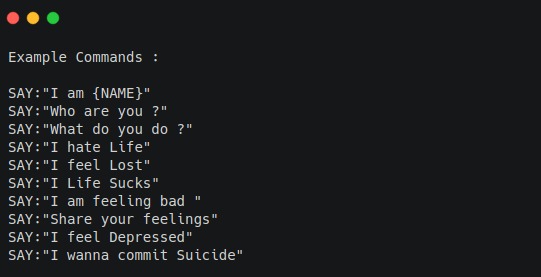 Example Commands :
SAY:"I am {NAME}"
SAY:"Who are you ?"
SAY:"What do you do ?"
SAY:"I hate Life"
SAY:"I feel Lost"
SAY:"I Life Sucks"
SAY:"I am feeling bad "
SAY:"Share your feelings"
SAY:"I feel Depressed"
SAY:"I wanna commit Suicide"